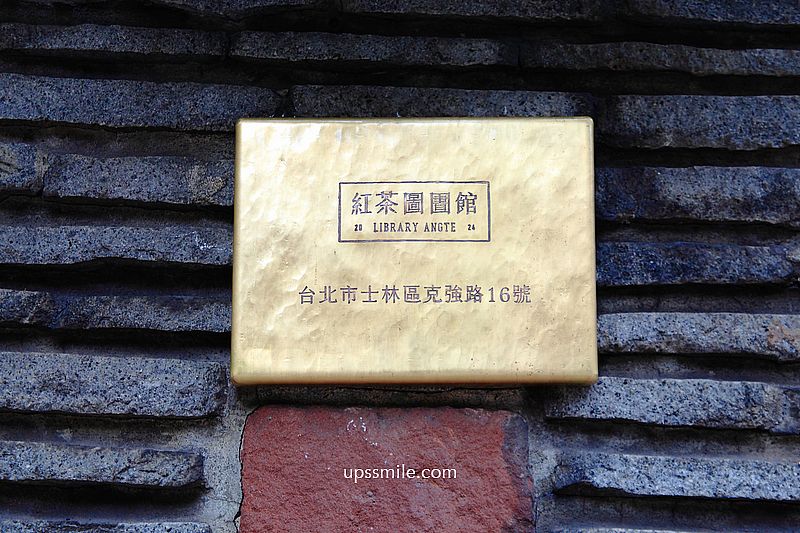 紅茶圖書館
20 LIBRARY ANGTE 24
台北市士林區克強路16號
upssmile.com